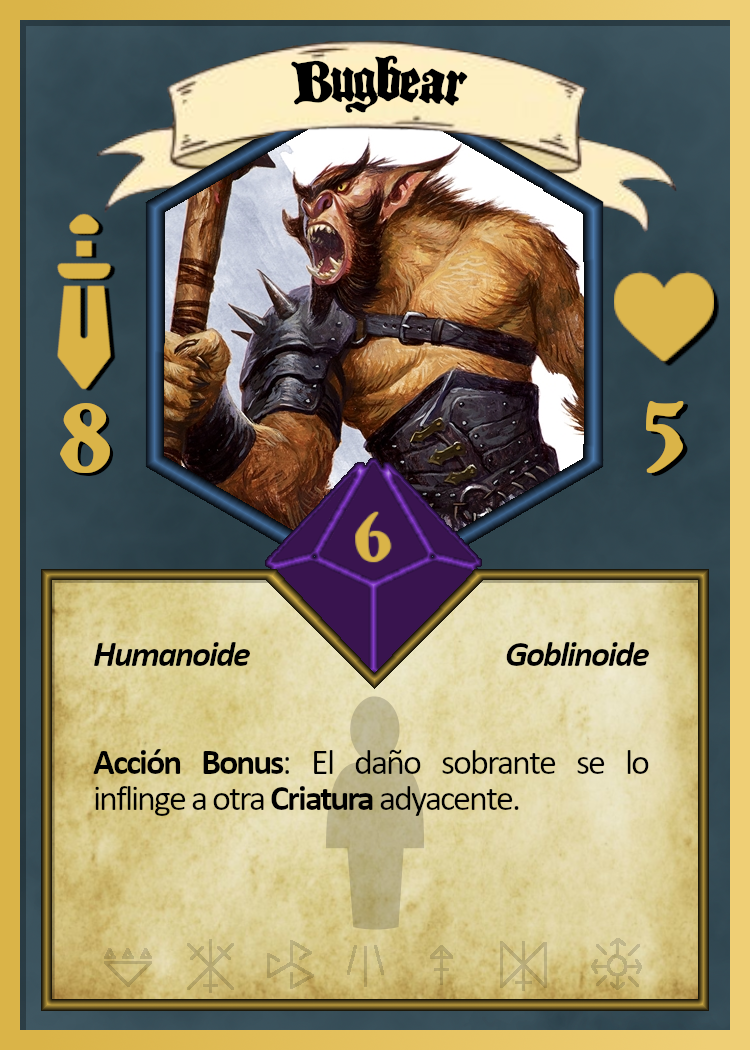 Bugbear
8
5
6
Humanoide Goblinoide
Acción Bonus: El daño sobrante se lo
inflinge a otra Criatura adyacente.